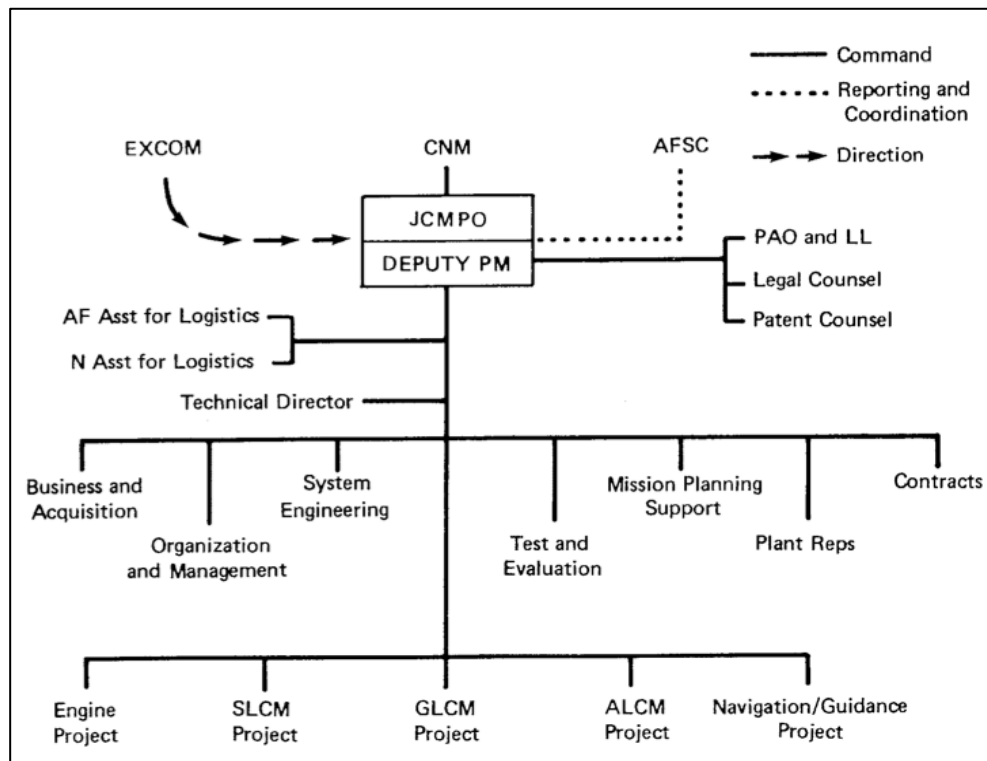 Command
Reporting and
Coordination
Direction
EXCOM
CNM
AFSC
JCMPO
DEPUTY PM
PAO and LL
Legal Counsel
Patent Counsel
AF Asst for Logistics
N Asst for Logistics
Technical Director
Business and
Acquisition
Organization
and Management
System
Engineering
Test and
Evaluation
Mission Planning
Support
Plant Reps
Contracts
Engine
Project
SLCM
Project
GLCM
Project
ALCM
Project
Navigation/Guidance
Project